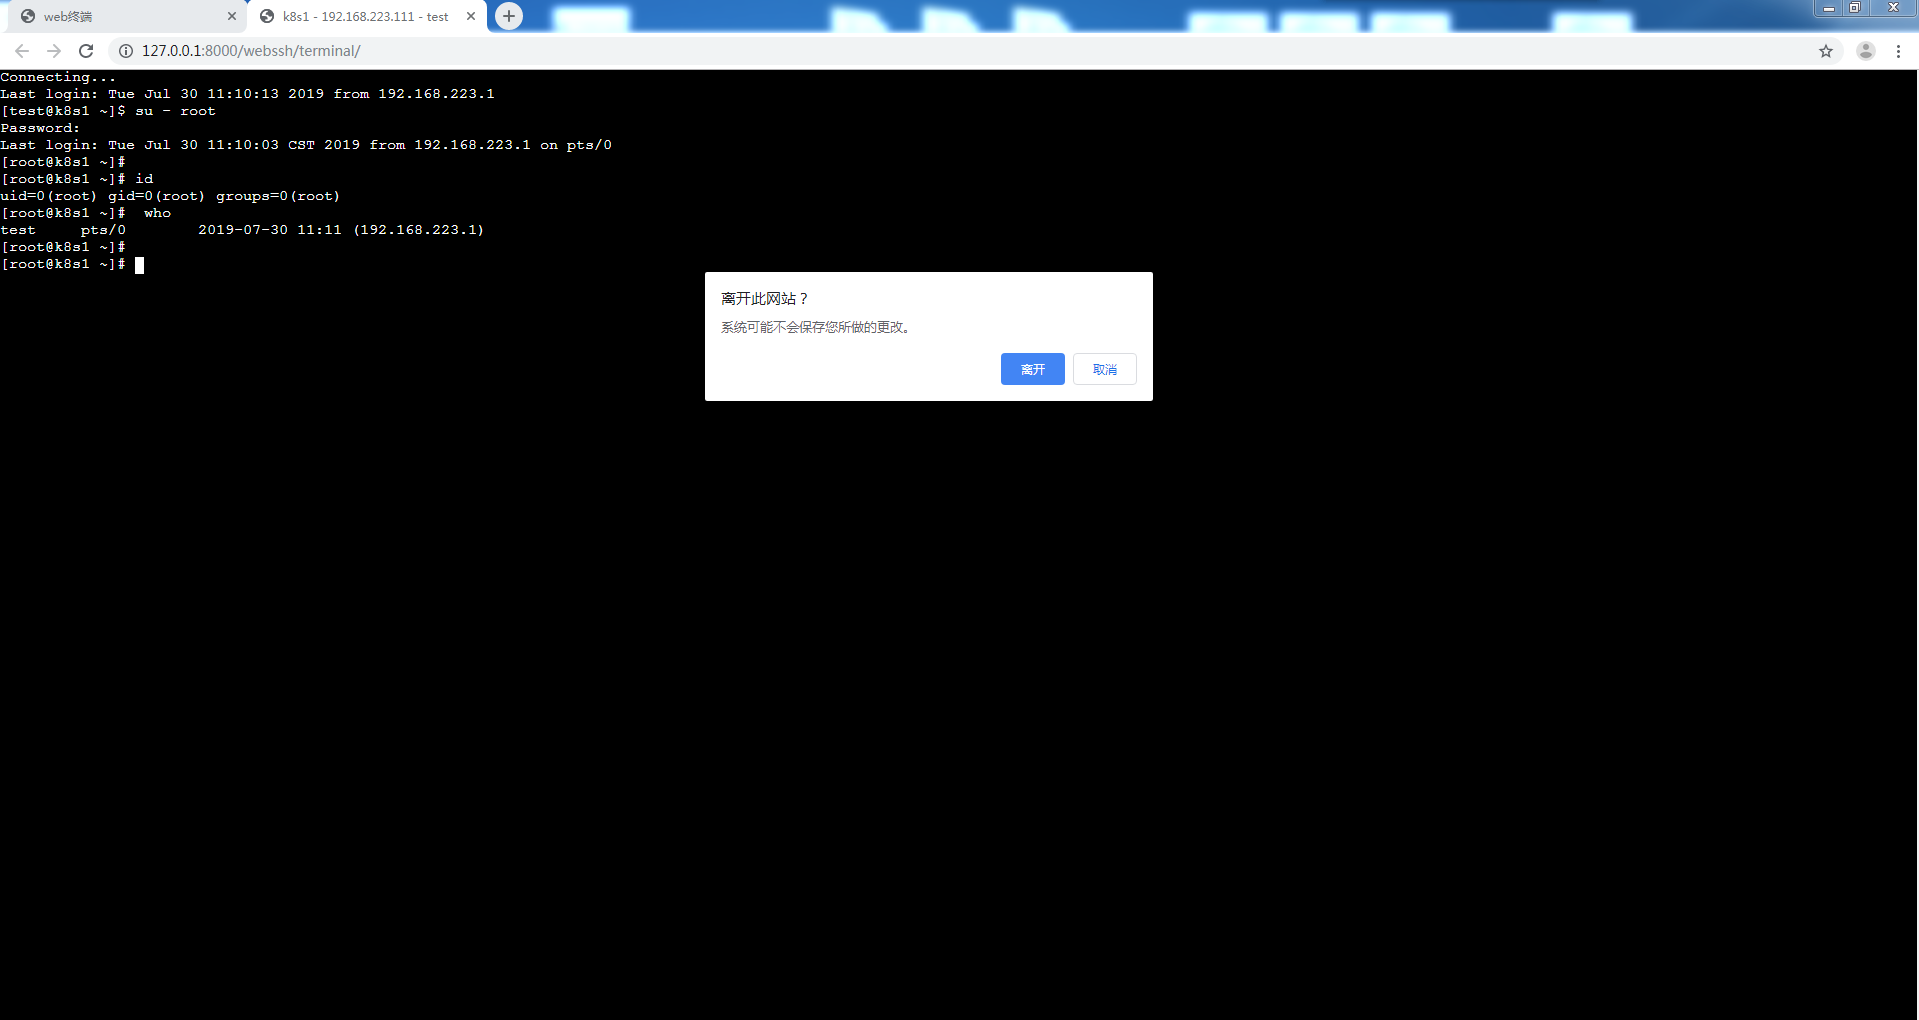 web终端
k8s1 - 192.168.223.111 - test
127.0.0.1:8000/webssh/terminal/
Connecting...
Last login: Tue Jul 30 11:10:13 2019 from 192.168.223.1
[test@k8s1 ~]$ su - root
Password:
Last login: Tue Jul 30 11:10:03 CST 2019 from 192.168.223.1 on pts/0
[root@k8s1 ~]#
[root@k8s1 ~]# id
uid=0(root) gid=0(root) groups=0(root)
[root@k8s1 ~]#  who
test     pts/0        2019-07-30 11:11 (192.168.223.1)
[root@k8s1 ~]#
[root@k8s1 ~]#
离开此网站？
系统可能不会保存您所做的更改。
离开
取消